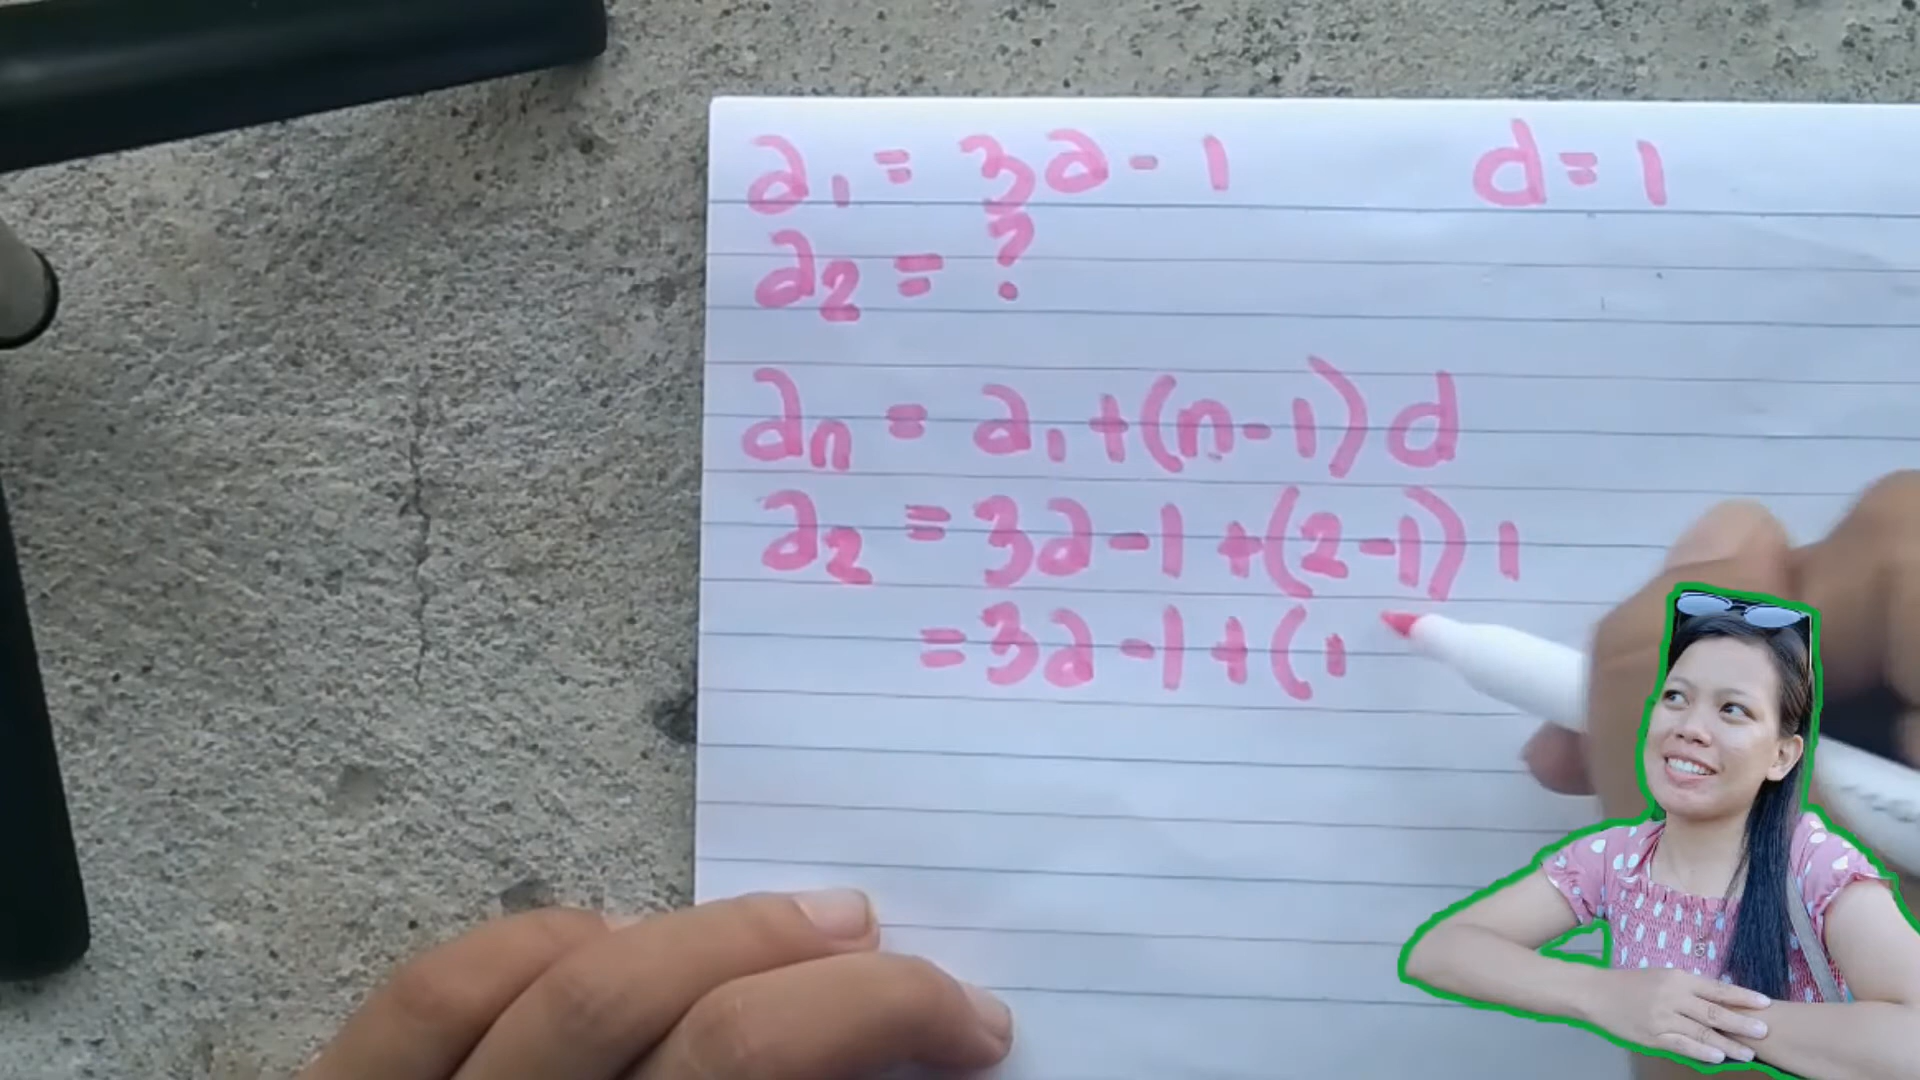 a₁ = 3a - 1 d = 1
a₂ = ?
aₙ = a₁ + (n - 1) d
a₂ = 3a - 1 + (2 - 1) 1
= 3a - 1 + (1